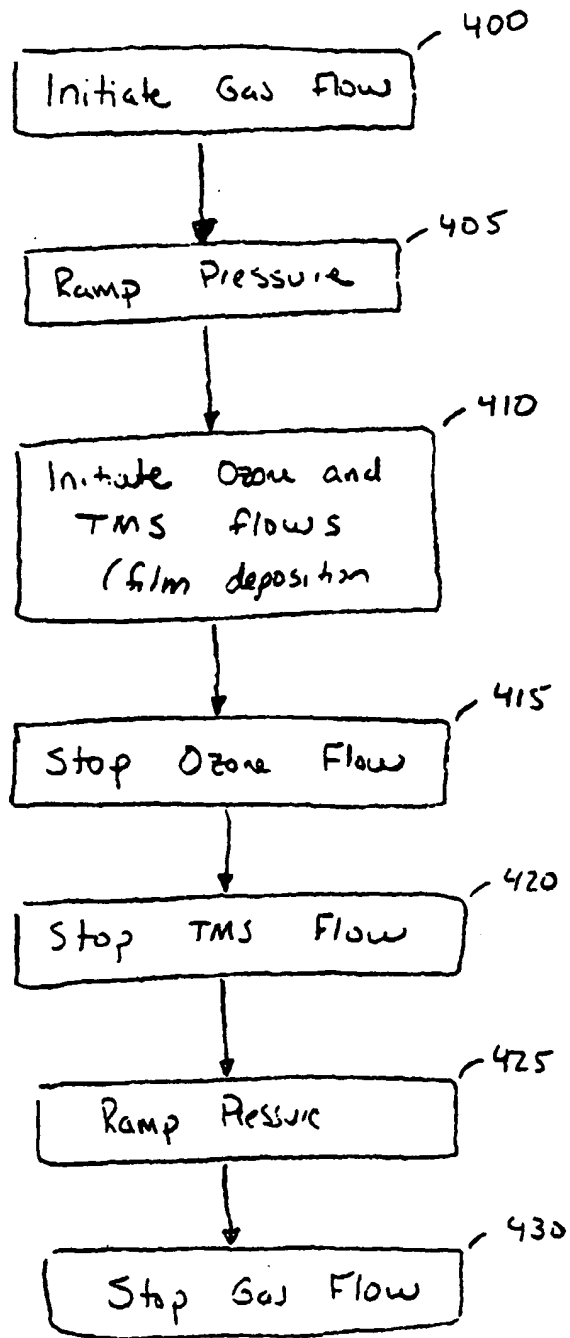 400
Initiate Gas Flow
405
Ramp Pressure
410
Initiate Ozone and
TMS flows
(film deposition
415
Stop Ozone Flow
420
Stop TMS Flow
425
Ramp Pressure
430
Stop Gas Flow